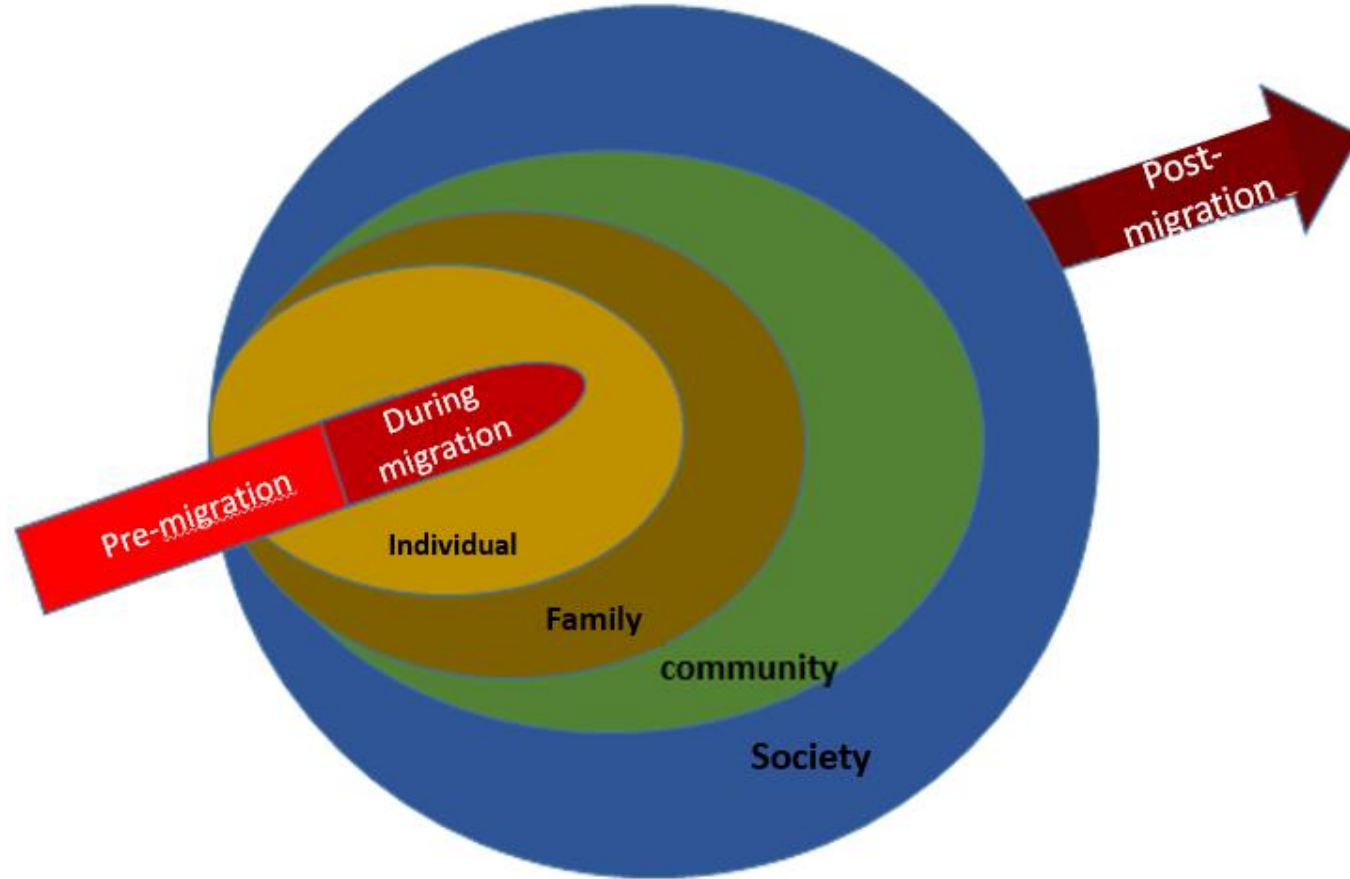 Post-
migration
During
migration
Pre-migration
Individual
Family
community
Society